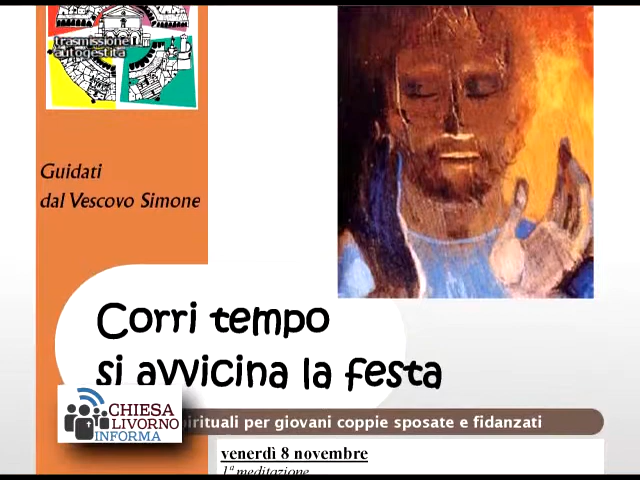 trasmissione
autogestita
Guidati
dal Vescovo Simone
Corri tempo
si avvicina la festa
CHIESA
LIVORNO
INFORMA
spirituali per giovani coppie sposate e fidanzati
venerdì 8 novembre
1ª meditazione